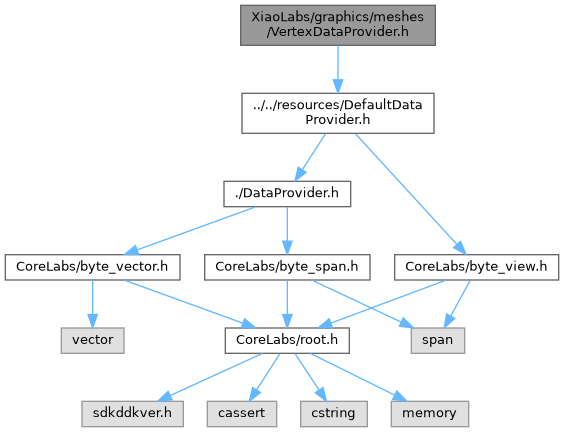 XiaoLabs/graphics/meshes
/VertexDataProvider.h
../../resources/DefaultData
Provider.h
./DataProvider.h
CoreLabs/byte_vector.h
CoreLabs/byte_span.h
CoreLabs/byte_view.h
vector
CoreLabs/root.h
span
sdkddkver.h
cassert
cstring
memory